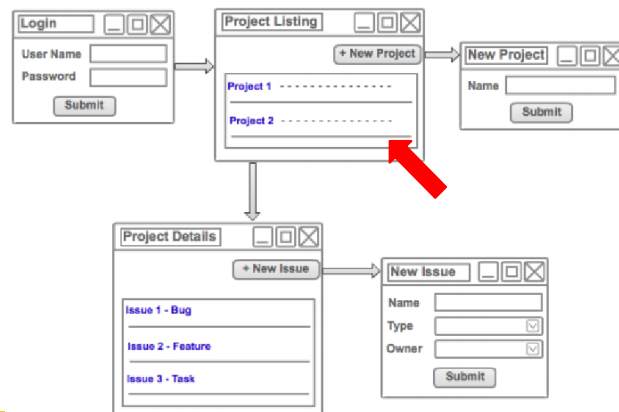 Login
User Name
Password
Submit
Project Listing
+ New Project
Project 1
Project 2
New Project
Name
Submit
Project Details
+ New Issue
Issue 1 - Bug
Issue 2 - Feature
Issue 3 - Task
New Issue
Name
Type
Owner
Submit